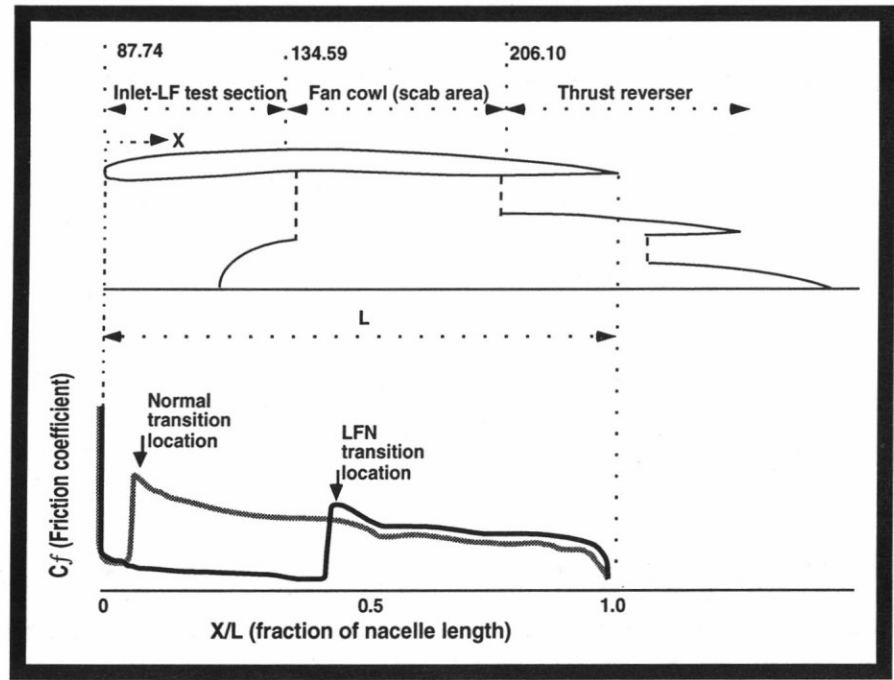 87.74
134.59
206.10
Inlet-LF test section
Fan cowl (scab area)
Thrust reverser
X
L
Cƒ (Friction coefficient)
Normal
transition
location
LFN
transition
location
0
0.5
1.0
X/L (fraction of nacelle length)